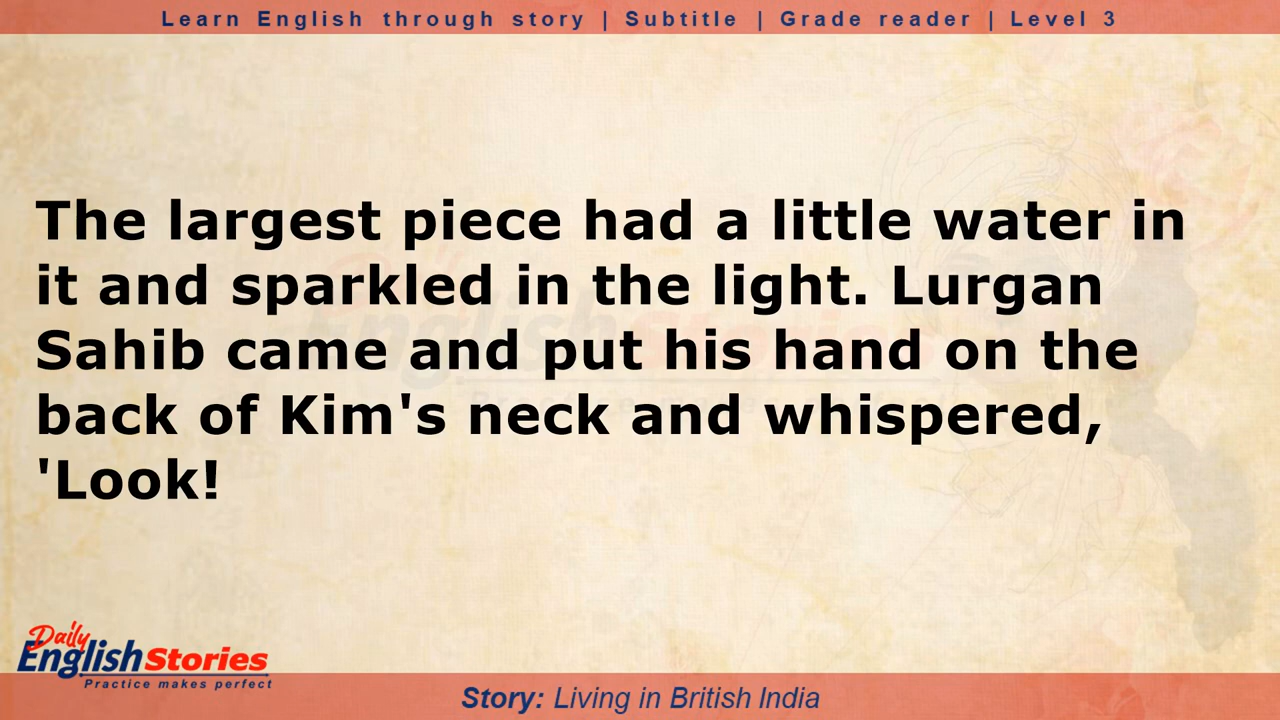 Learn English through story | Subtitle | Grade reader | Level 3
The largest piece had a little water in
it and sparkled in the light. Lurgan
Sahib came and put his hand on the
back of Kim's neck and whispered,
'Look!
Daily
English Stories
Practice makes perfect
Story: Living in British India